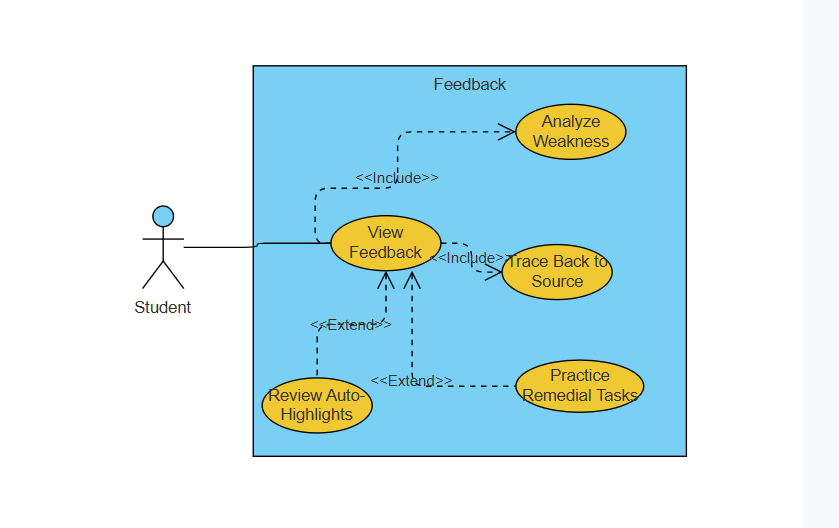 Feedback
Analyze
Weakness
<<Include>>
View
Feedback
<<Include>>
Trace Back to
Source
Student
<<Extend>>
<<Extend>>
Practice
Remedial Tasks
Review Auto-
Highlights